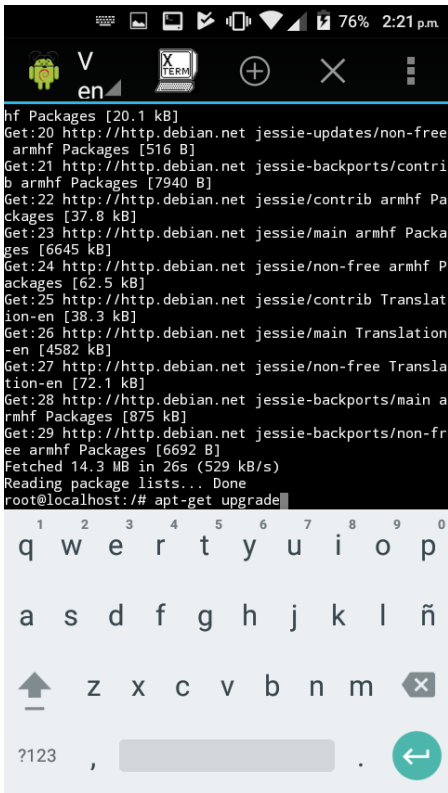 76% 2:21 p.m.
V
en
X
TERM
hf Packages [20.1 kB]
Get:20 http://http.debian.net jessie-updates/non-free
 armhf Packages [516 B]
Get:21 http://http.debian.net jessie-backports/contri
b armhf Packages [7940 B]
Get:22 http://http.debian.net jessie/contrib armhf Pa
ckages [37.8 kB]
Get:23 http://http.debian.net jessie/main armhf Packa
ges [6645 kB]
Get:24 http://http.debian.net jessie/non-free armhf P
ackages [62.5 kB]
Get:25 http://http.debian.net jessie/contrib Translat
ion-en [38.3 kB]
Get:26 http://http.debian.net jessie/main Translation
-en [4582 kB]
Get:27 http://http.debian.net jessie/non-free Transla
tion-en [72.1 kB]
Get:28 http://http.debian.net jessie-backports/main a
rmhf Packages [875 kB]
Get:29 http://http.debian.net jessie-backports/non-fr
ee armhf Packages [6692 B]
Fetched 14.3 MB in 26s (529 kB/s)
Reading package lists... Done
root@localhost:/# apt-get upgrade
1 2 3 4 5 6 7 8 9 0
q w e r t y u i o p
a s d f g h j k l ñ
z x c v b n m
?123 , .